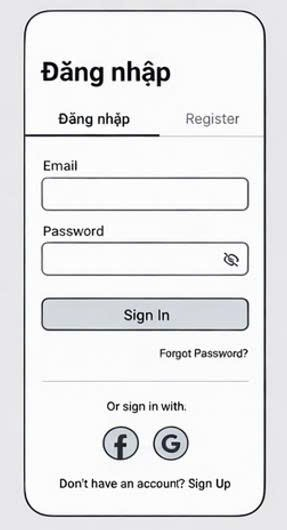 Đăng nhập
Đăng nhập Register
Email
Password
Sign In
Forgot Password?
Or sign in with.
f G
Don't have an account? Sign Up